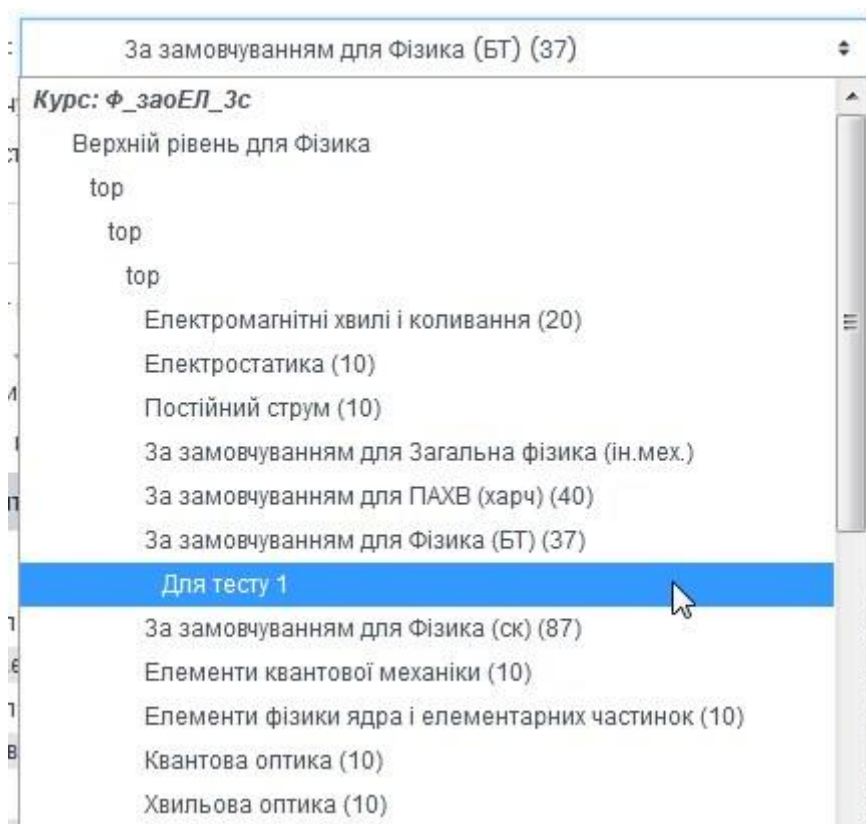 За замовчуванням для Фізика (БТ) (37)
Курс: Ф_заоЕЛ_3с
Верхній рівень для Фізика
top
top
top
Електромагнітні хвилі і коливання (20)
Електростатика (10)
Постійний струм (10)
За замовчуванням для Загальна фізика (ін.мех.)
За замовчуванням для ПАХВ (харч) (40)
За замовчуванням для Фізика (БТ) (37)
Для тесту 1
За замовчуванням для Фізика (ск) (87)
Елементи квантової механіки (10)
Елементи фізики ядра і елементарних частинок (10)
Квантова оптика (10)
Хвильова оптика (10)